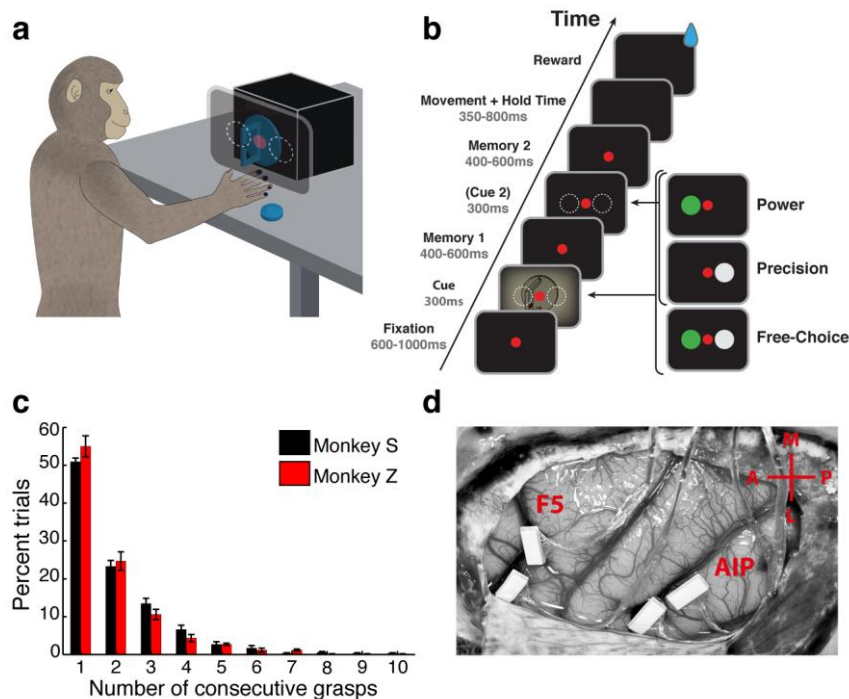 a
b
Time
Reward
Movement + Hold Time
350-800ms
Memory 2
400-600ms
(Cue 2)
300ms
Memory 1
400-600ms
Cue
300ms
Fixation
600-1000ms
Power
Precision
Free-Choice
c
Percent trials
60
50
40
30
20
10
0
Monkey S
Monkey Z
1 2 3 4 5 6 7 8 9 10
Number of consecutive grasps
d
F5
AIP
M
A P
L